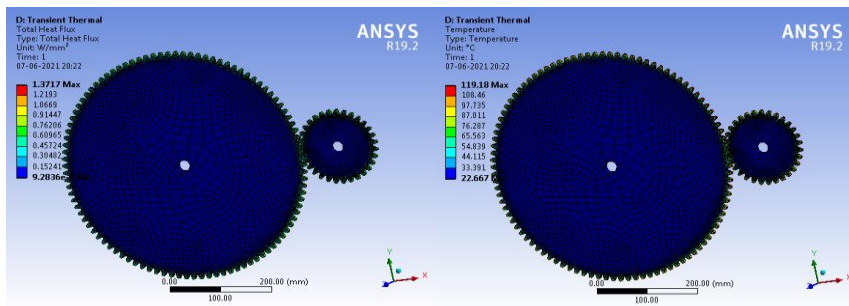 D: Transient Thermal
Total Heat Flux
Type: Total Heat Flux
Unit: W/mm²
Time: 1
07-06-2021 20:22
ANSYS
R19.2
1.3717 Max
1.2193
1.0669
0.91447
0.76206
0.60965
0.45724
0.30482
0.15241
0.00
200.00 (mm)
100.00
Y
X
Z
D: Transient Thermal
Temperature
Type: Temperature
Unit: °C
Time: 1
07-06-2021 20:22
ANSYS
R19.2
119.18 Max
108.46
97.735
87.011
76.287
65.563
54.839
44.115
33.391
22.667
0.00
200.00 (mm)
100.00
Y
X
Z